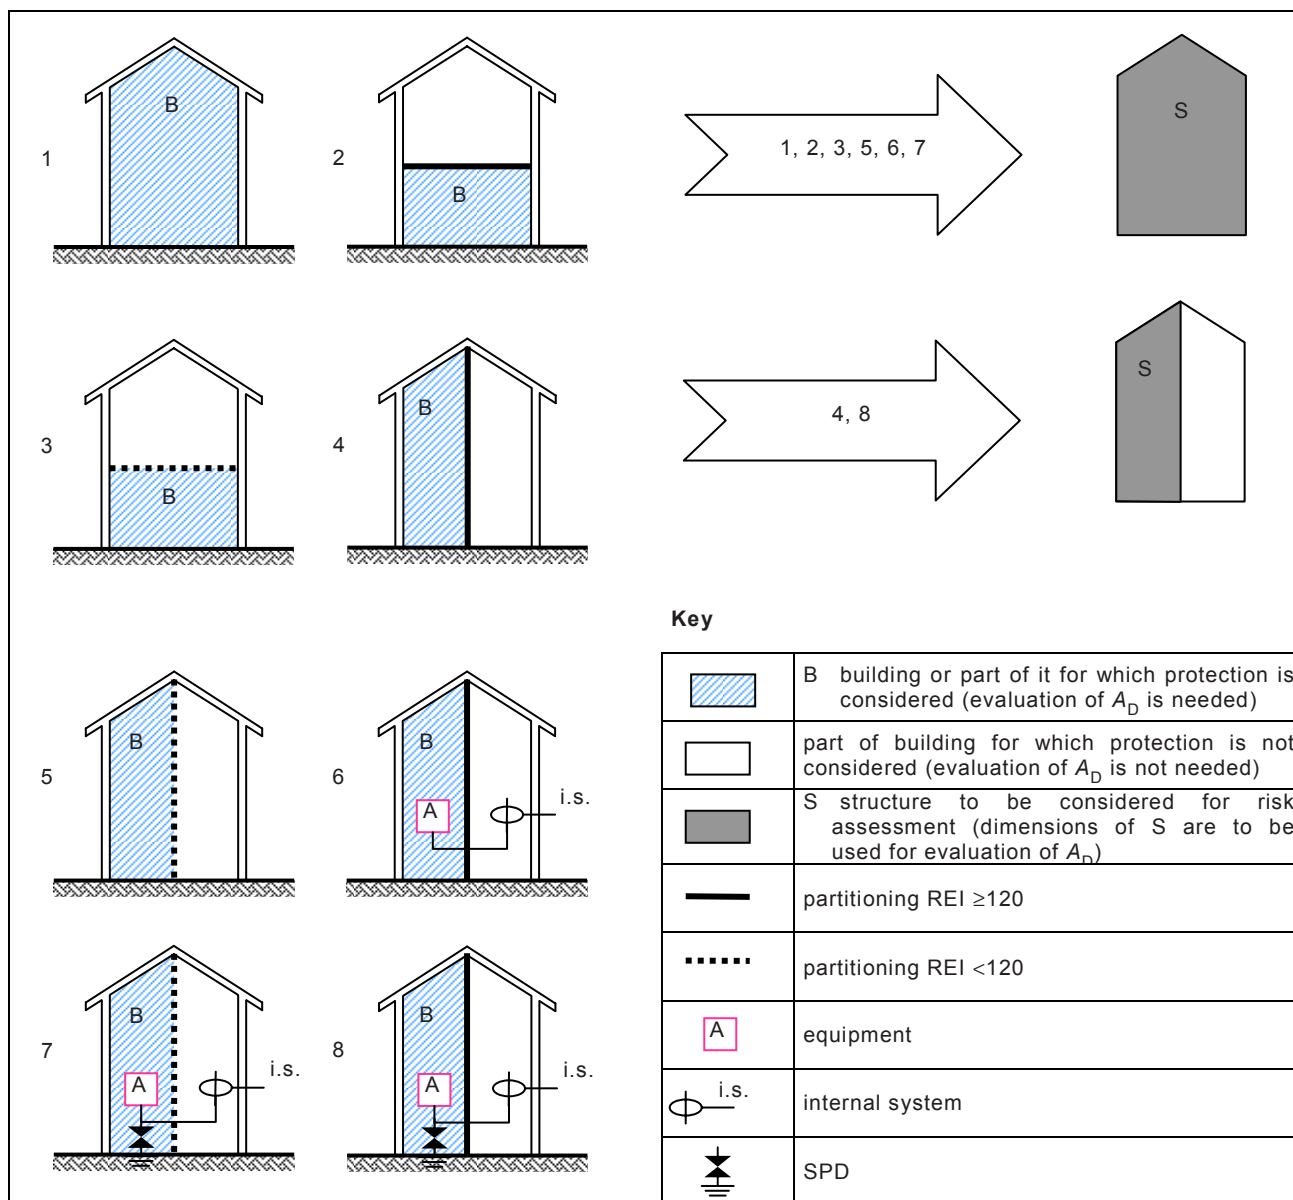 B
B
1
2
1, 2, 3, 5, 6, 7
S
B
B
3
4
4, 8
S
Key
B building or part of it for which protection is
considered (evaluation of AD is needed)
part of building for which protection is not
considered (evaluation of AD is not needed)
S structure to be considered for risk
assessment (dimensions of S are to be
used for evaluation of AD)
partitioning REI ≥120
partitioning REI <120
A
equipment
i.s.
internal system
SPD
5
B
6
B
A
i.s.
7
B
A
i.s.
8
B
A
i.s.